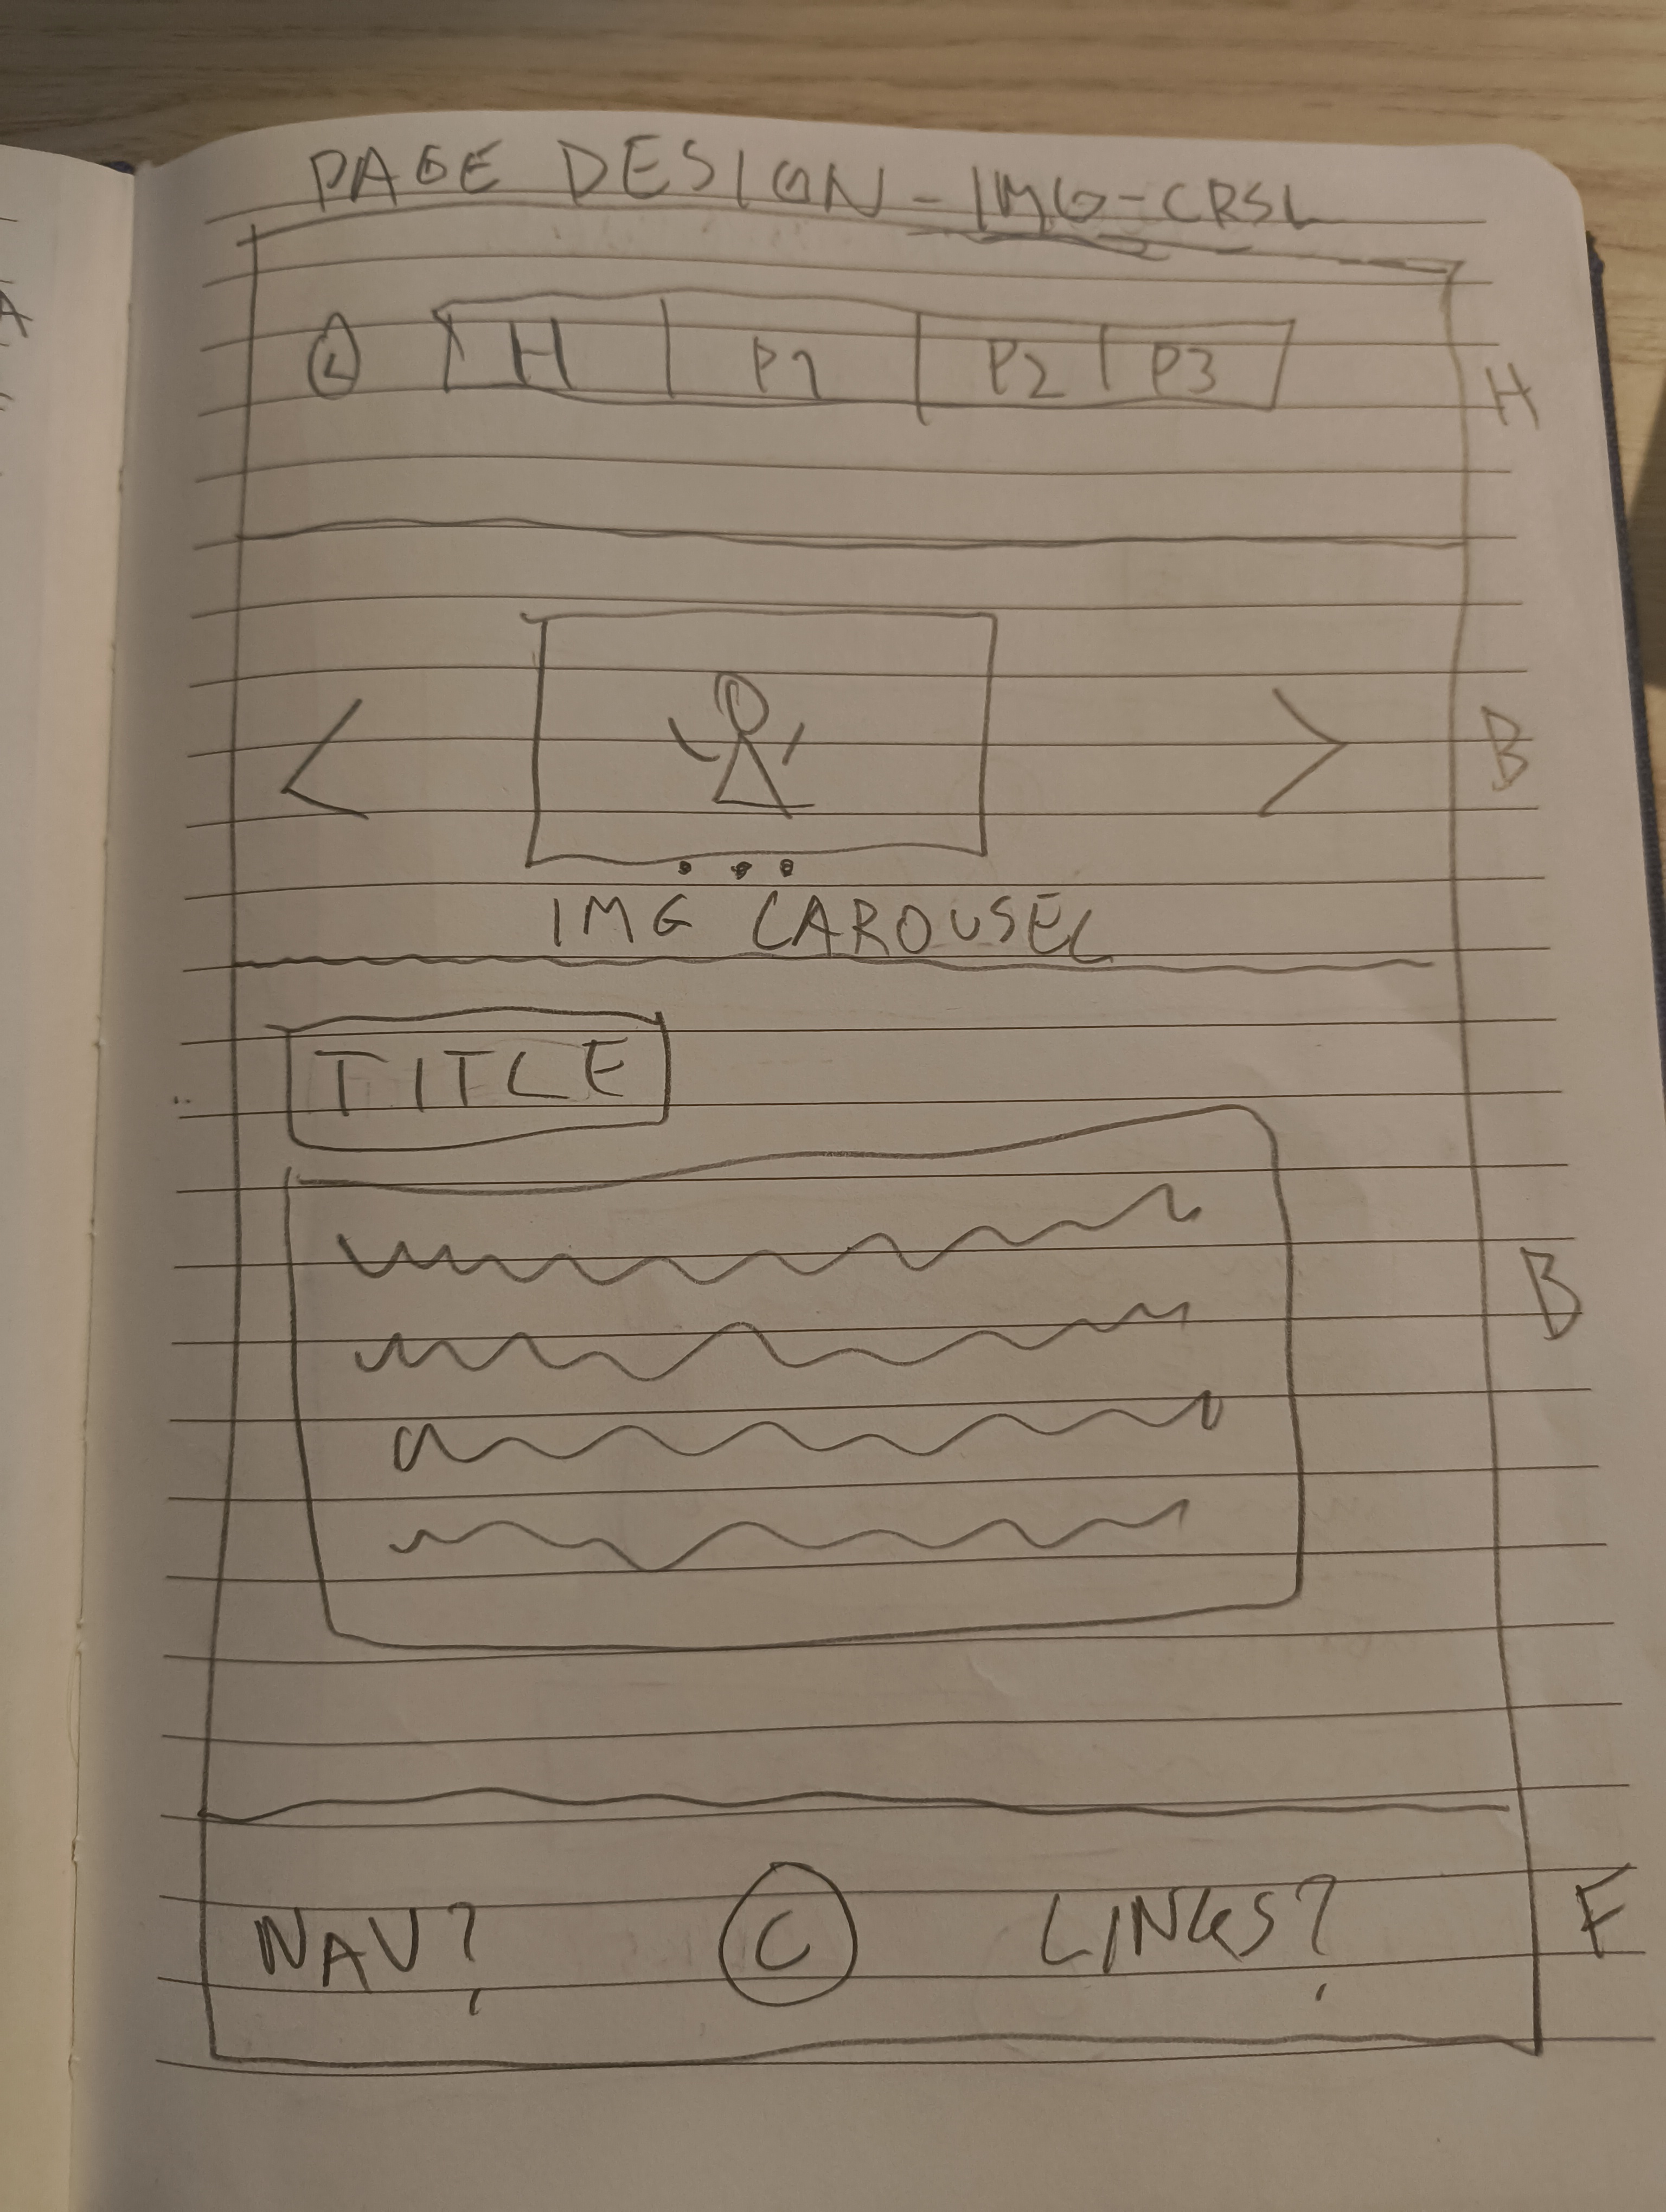 PAGE DESIGN - IMG-CRSL
L H P1 P2 P3 H
B
IMG CAROUSEL
TITLE
B
NAV? C LINKS? F